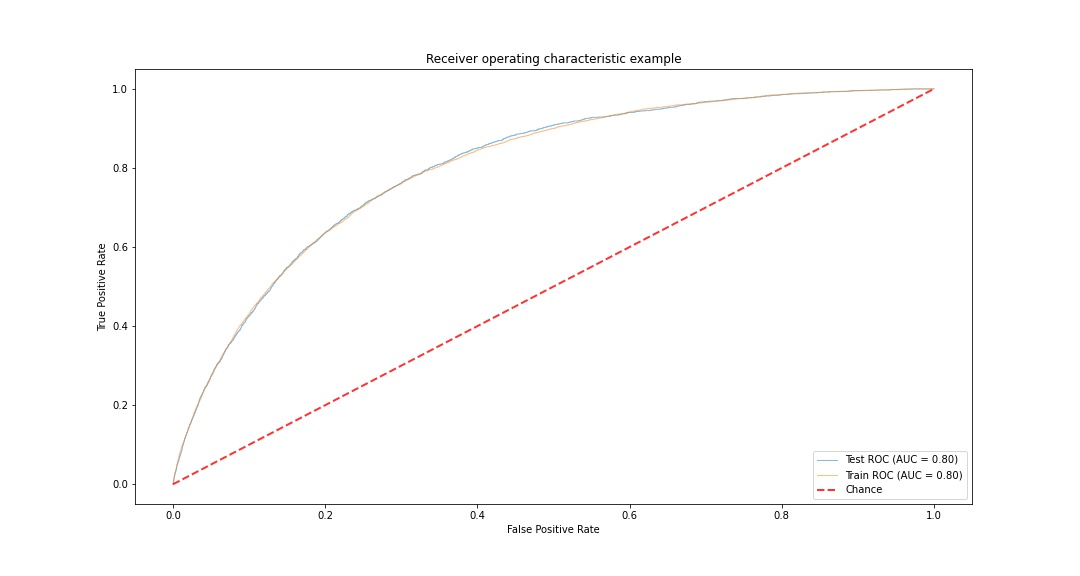 Receiver operating characteristic example
1.0
0.8
0.6
0.4
0.2
0.0
True Positive Rate
Test ROC (AUC = 0.80)
Train ROC (AUC = 0.80)
Chance
0.0 0.2 0.4 0.6 0.8 1.0
False Positive Rate